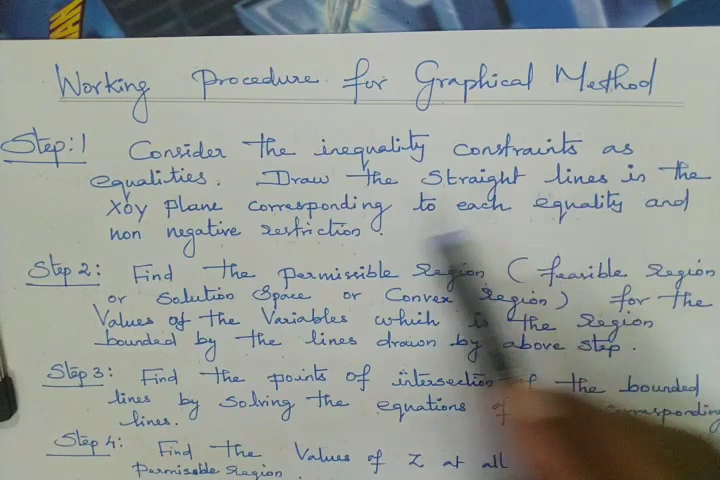 Working Procedure for Graphical Method
Step:1 Consider the inequality constraints as
equalities. Draw the straight lines in the
xoy plane corresponding to each equality and
non negative restriction.
Step 2: Find the permissible region (feasible region
or solution space or Convex region) for the
Values of the Variables which is the region
bounded by the lines drawn by above step.
Step 3: Find the points of intersection of the bounded
lines by solving the equations of corresponding
lines.
Step 4: Find the Values of Z at all
permissible region.